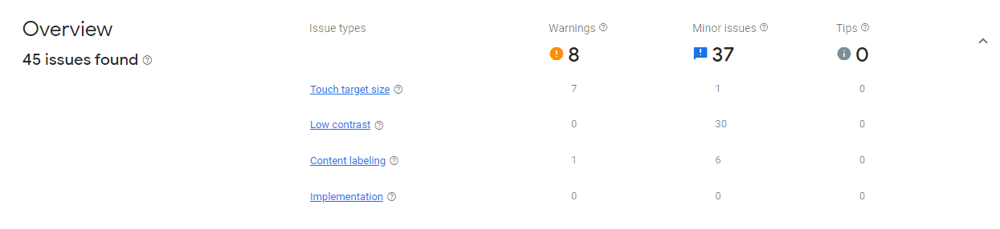 Overview
45 issues found
Issue types Warnings Minor issues Tips
8 37 0
Touch target size 7 1 0
Low contrast 0 30 0
Content labeling 1 6 0
Implementation 0 0 0